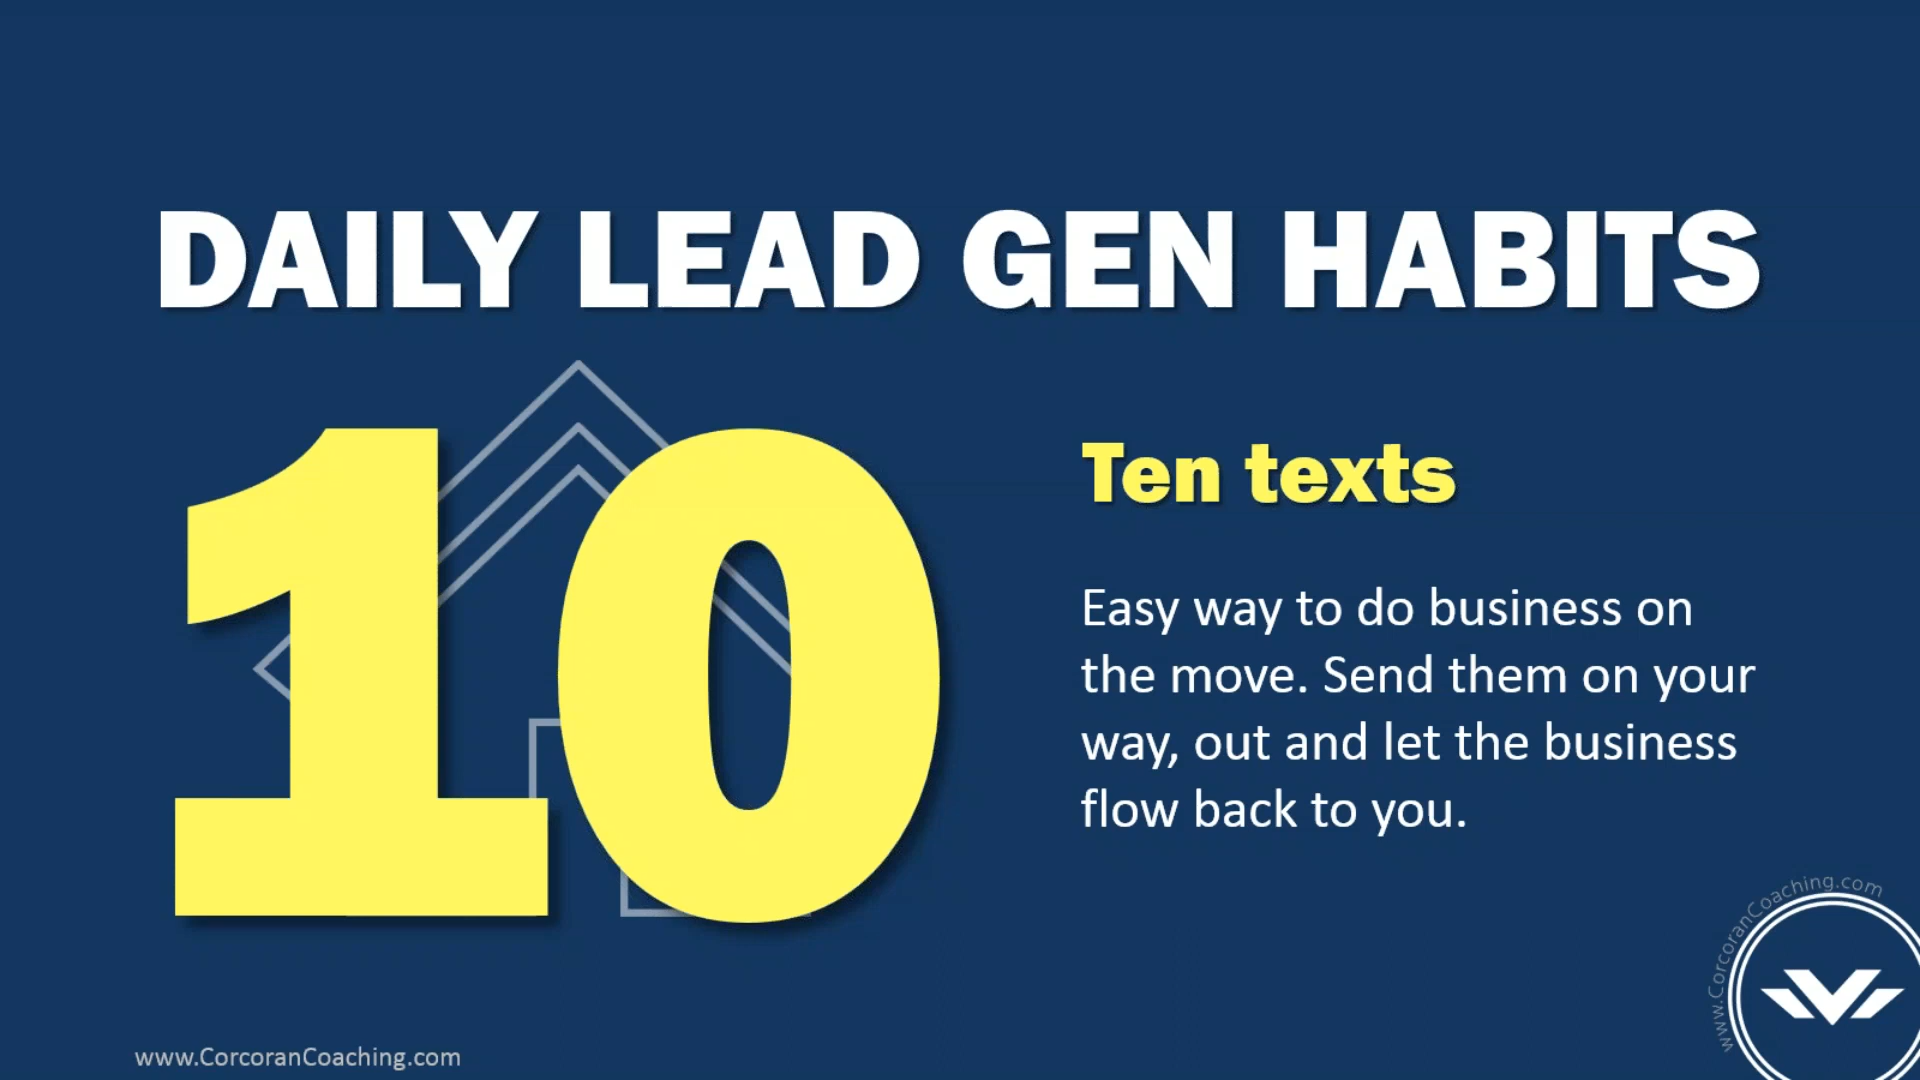 DAILY LEAD GEN HABITS
10
Ten texts
Easy way to do business on
the move. Send them on your
way, out and let the business
flow back to you.
www.CorcoranCoaching.com
www.CorcoranCoaching.com